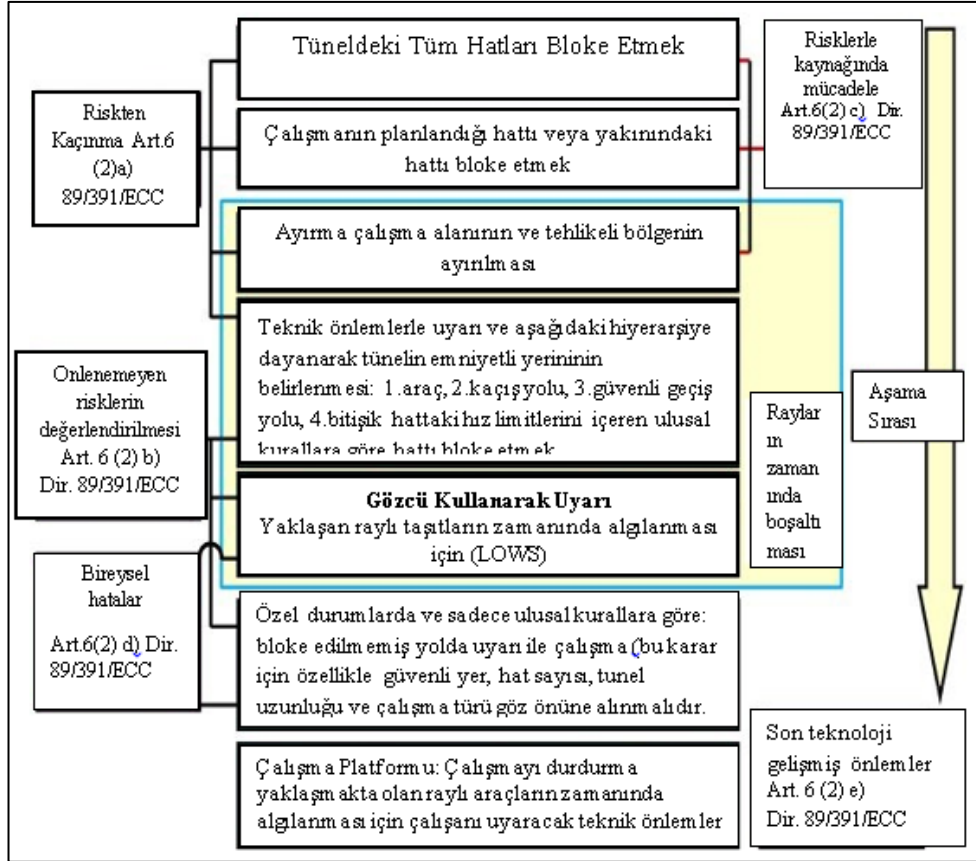 Tüneldeki Tüm Hatları Bloke Etmek
Risklerle
kaynağında
mücadele
Art.6(2) c) Dir.
89/391/ECC
Riskten
Kaçınma Art.6
(2)a)
89/391/ECC
Çalışmanın planlandığı hattı veya yakınındaki
hattı bloke etmek
Ayırma çalışma alanının ve tehlikeli bölgenin
ayırılması
Teknik önlemlerle uyarı ve aşağıdaki hiyerarşiye
dayanarak tünelin emniyetli yerininin
belirlenmesi: 1.araç, 2.kaçış yolu, 3.güvenli geçiş
yolu, 4.bitişik hattaki hız limitlerini içeren ulusal
kurallara göre hattı bloke etmek
Onlenemeyen
risklerin
değerlendirilmesi
Art. 6 (2) b)
Dir. 89/391/ECC
Aşama
Sırası
Raylar
ın
zaman
ında
boşaltı
ması
Gözcü Kullanarak Uyarı
Yaklaşan raylı taşıtların zamanında algılanması
için (LOWS)
Bireysel
hatalar
Art.6(2) d) Dir.
89/391/ECC
Özel durumlarda ve sadece ulusal kurallara göre:
bloke edilmemiş yolda uyarı ile çalışma (bu karar
için özellikle güvenli yer, hat sayısı, tunel
uzunluğu ve çalışma türü göz önüne alınmalıdır.
Çalışma Platformu: Çalışmayı durdurma
yaklaşmakta olan raylı araçların zamanında
algılanması için çalışanı uyaracak teknik önlemler
Son teknoloji
gelişmiş önlemler
Art. 6 (2) e)
Dir. 89/391/ECC